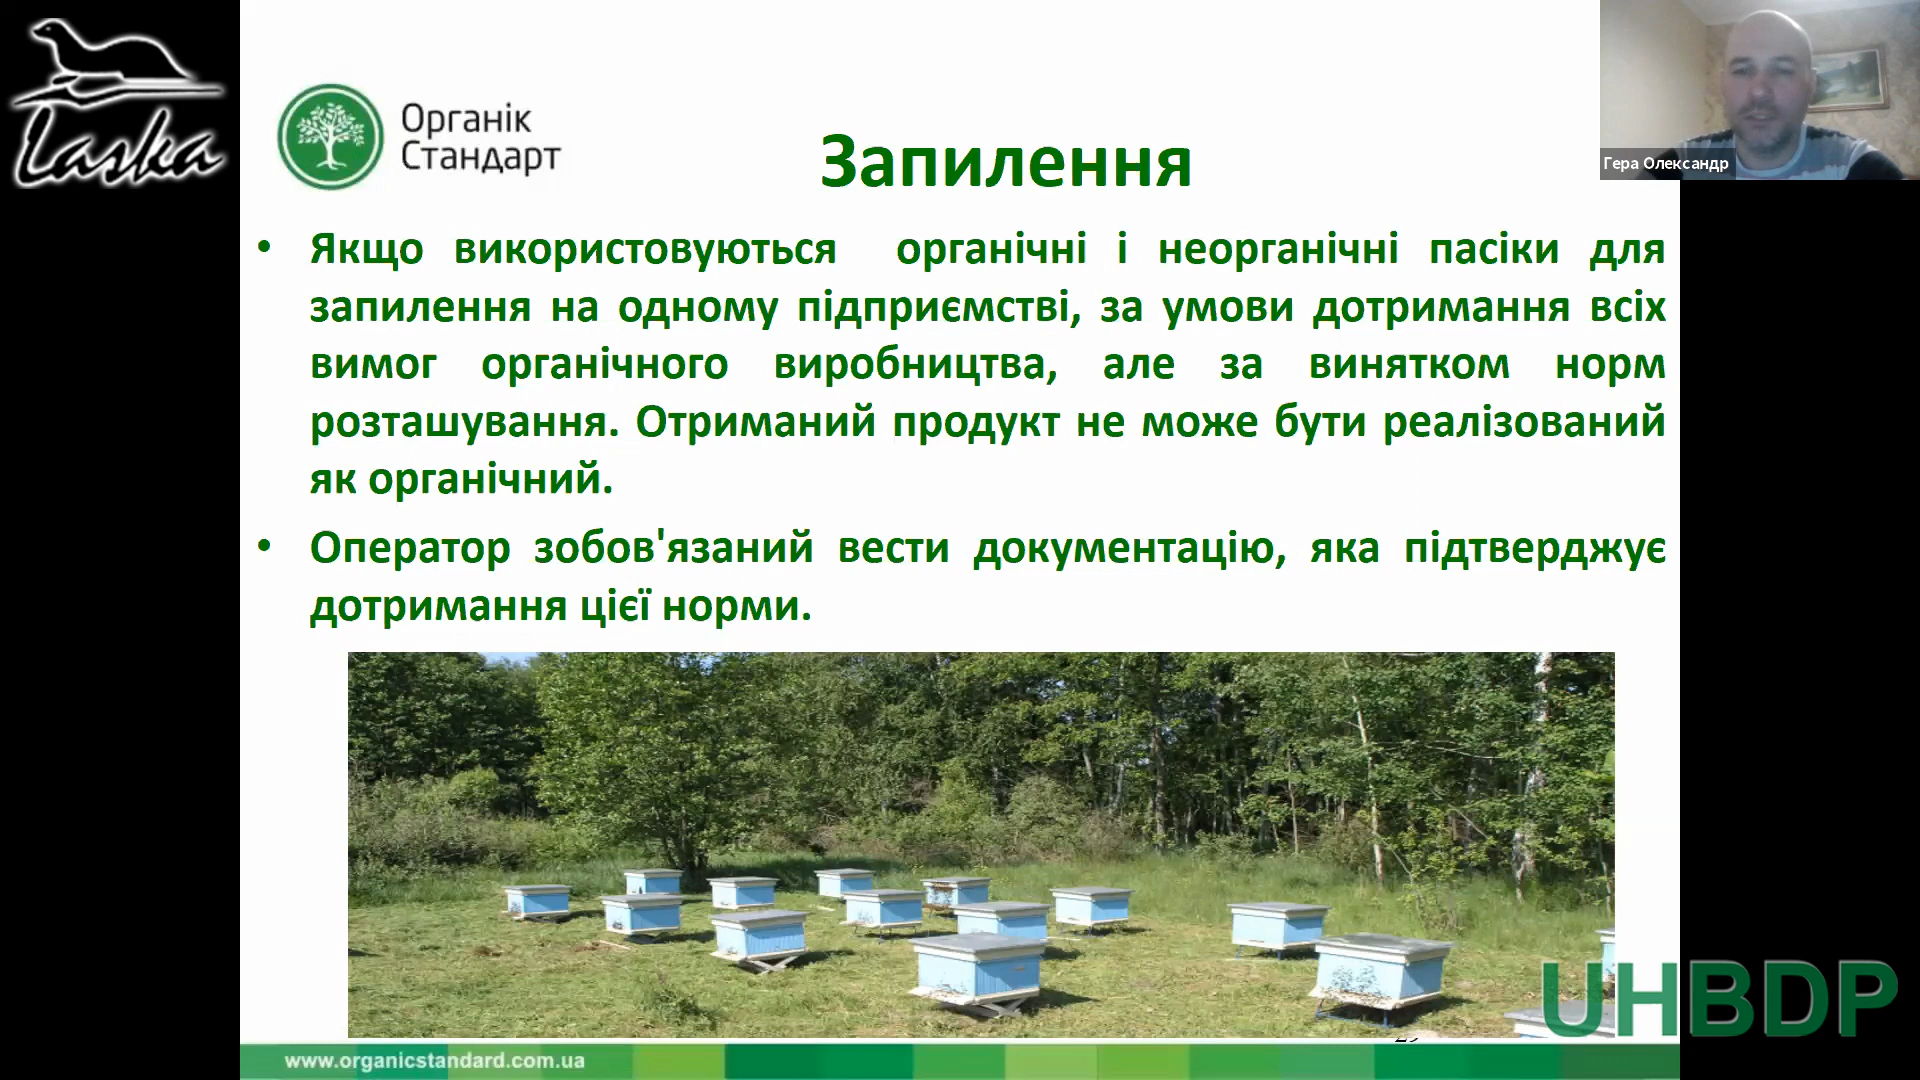 Laska
Органік
Стандарт
Запилення
Гера Олександр
• Якщо використовуються органічні і неорганічні пасіки для
запилення на одному підприємстві, за умови дотримання всіх
вимог органічного виробництва, але за винятком норм
розташування. Отриманий продукт не може бути реалізований
як органічний.
• Оператор зобов'язаний вести документацію, яка підтверджує
дотримання цієї норми.
UHBDP
www.organicstandard.com.ua